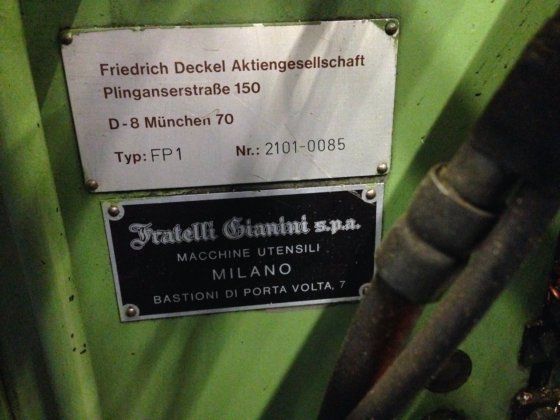 Friedrich Deckel Aktiengesellschaft
Plinganserstraße 150
D-8 München 70
Typ: FP1 Nr.: 2101-0085
Fratelli Gianini s.p.a.
MACCHINE UTENSILI
MILANO
BASTIONI DI PORTA VOLTA, 7